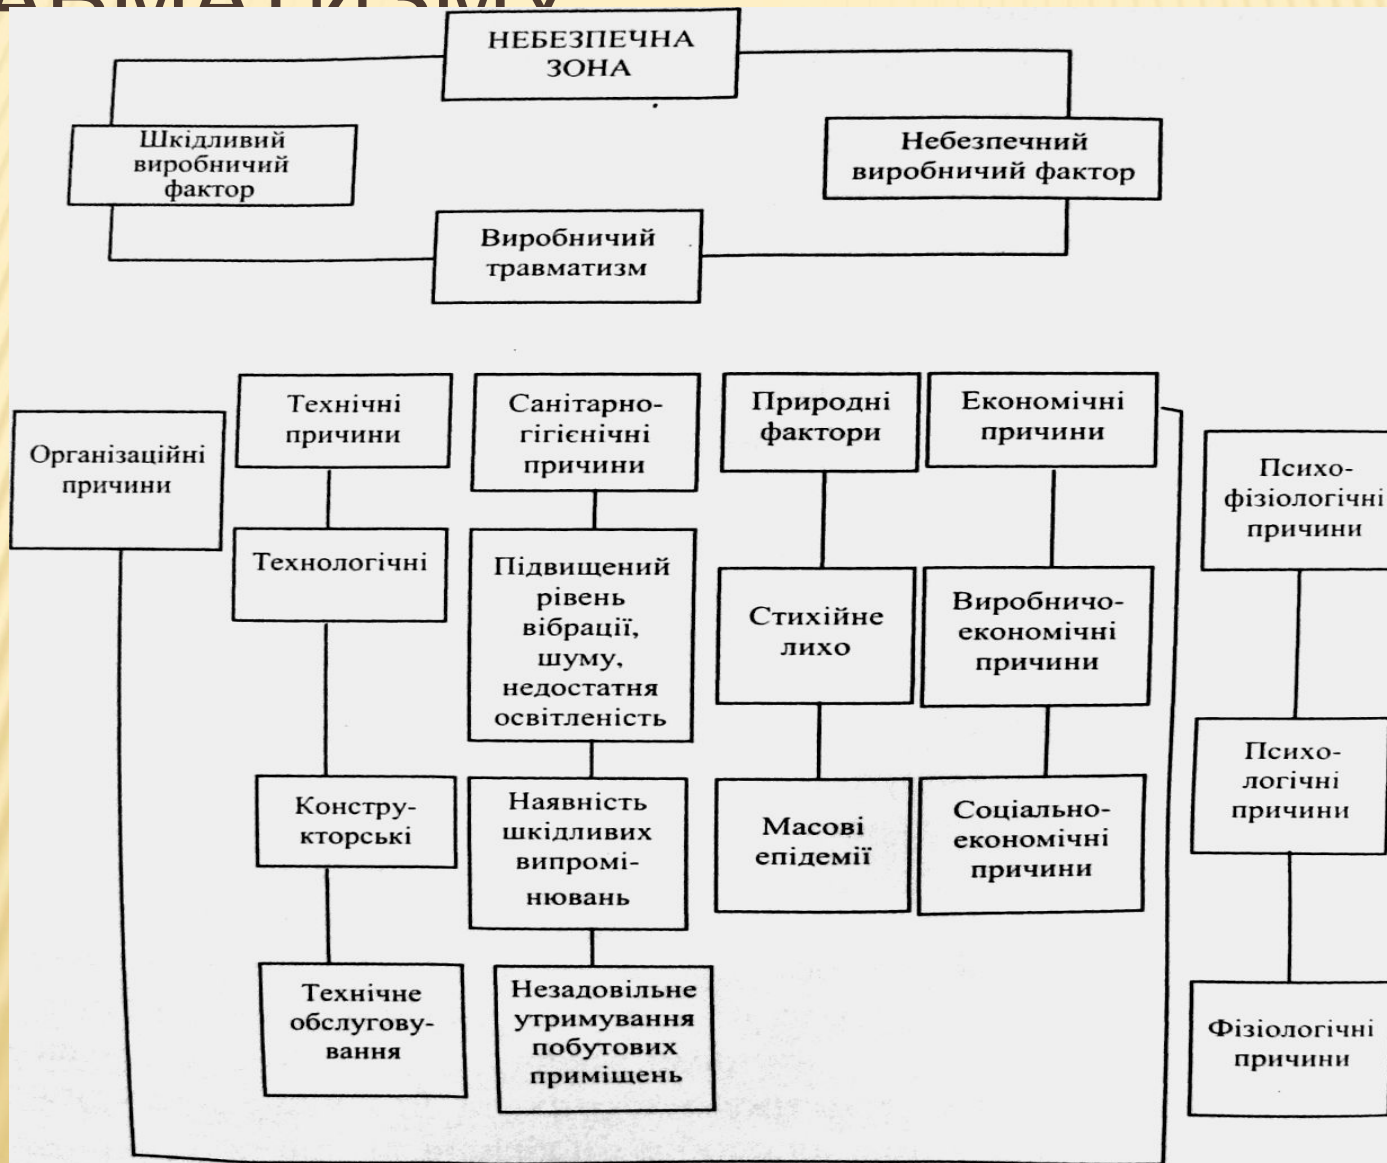 НЕБЕЗПЕЧНА
ЗОНА
Шкідливий
виробничий
фактор
Небезпечний
виробничий фактор
Виробничий
травматизм
Організаційні
причини
Технічні
причини
Технологічні
Констру-
кторські
Технічне
обслугову-
вання
Санітарно-
гігієнічні
причини
Підвищений
рівень
вібрації,
шуму,
недостатня
освітленість
Наявність
шкідливих
випромі-
нювань
Незадовільне
утримування
побутових
приміщень
Природні
фактори
Стихійне
лихо
Масові
епідемії
Економічні
причини
Виробничо-
економічні
причини
Соціально-
економічні
причини
Психо-
фізіологічні
причини
Психо-
логічні
причини
Фізіологічні
причини